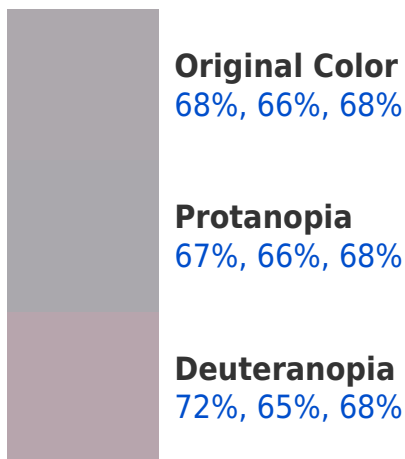 Original Color
68%, 66%, 68%
Protanopia
67%, 66%, 68%
Deuteranopia
72%, 65%, 68%